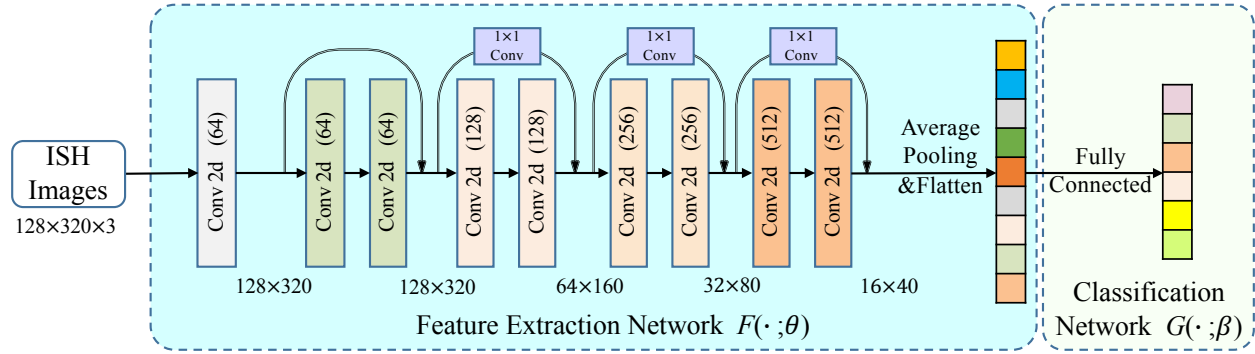 ISH
Images
128×320×3
Conv 2d (64)
128×320
Conv 2d (64)
Conv 2d (64)
128×320
1×1
Conv
Conv 2d (128)
Conv 2d (128)
64×160
1×1
Conv
Conv 2d (256)
Conv 2d (256)
32×80
1×1
Conv
Conv 2d (512)
Conv 2d (512)
16×40
Average
Pooling
&Flatten
Feature Extraction Network F(· ;θ)
Fully
Connected
Classification
Network G(· ;β)